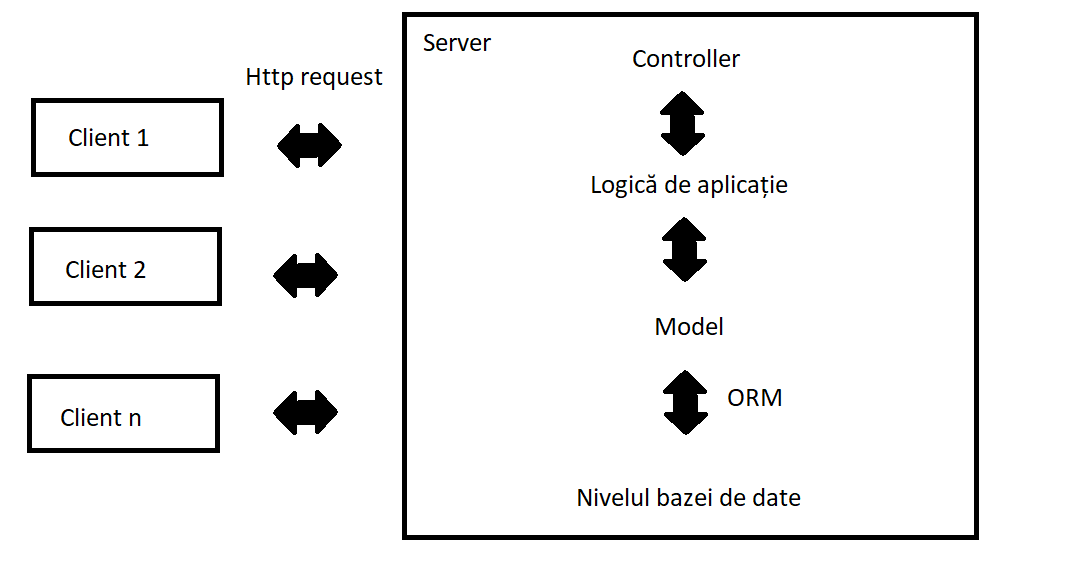 Server
Controller
Http request
Client 1
Logică de aplicație
Client 2
Model
ORM
Client n
Nivelul bazei de date